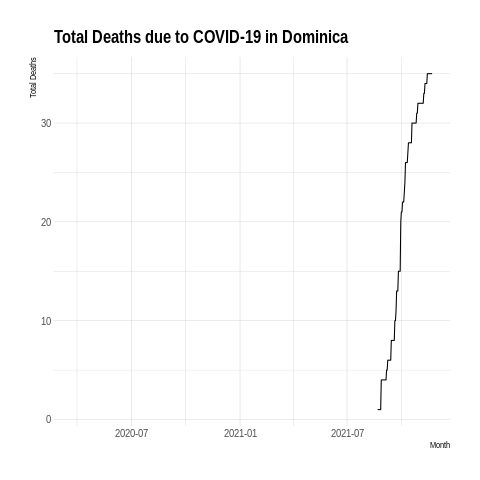 Total Deaths due to COVID-19 in Dominica
Total Deaths
30
20
10
0
2020-07
2021-01
2021-07
Month